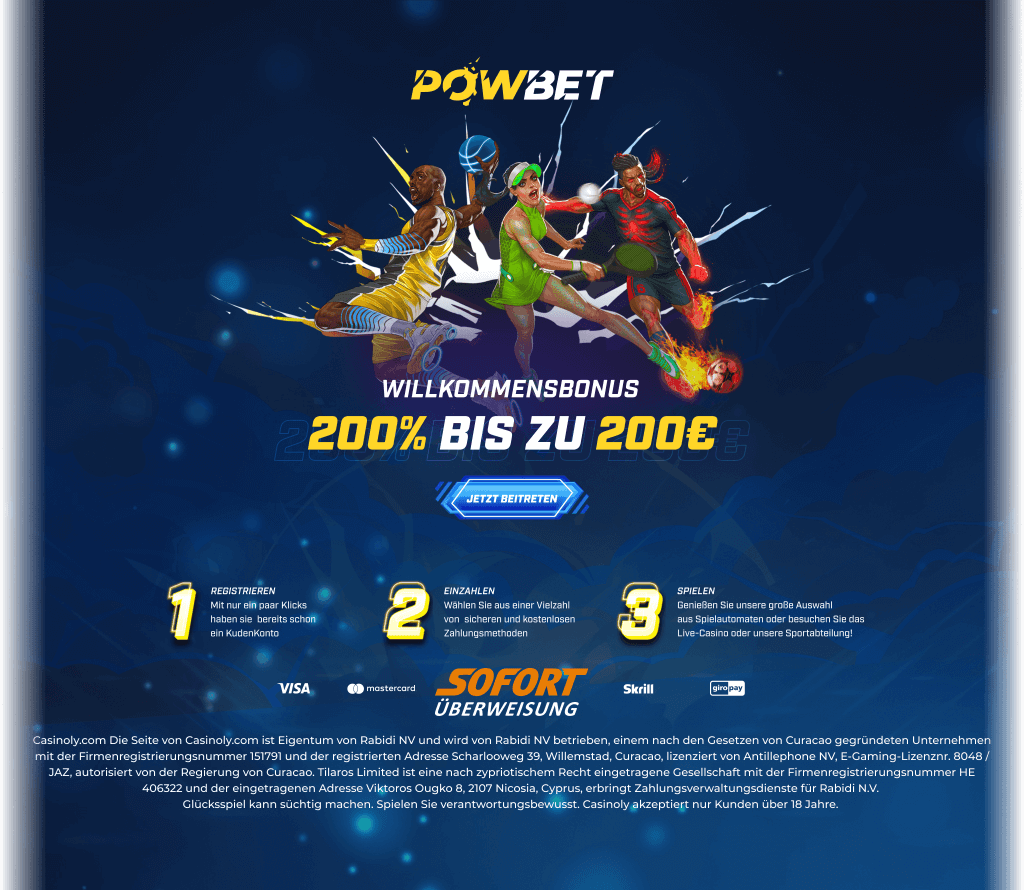 POWBET
WILLKOMMENSBONUS
200% BIS ZU 200€
JETZT BEITRETEN
1
REGISTRIEREN
Mit nur ein paar Klicks
haben sie bereits schon
ein KudenKonto
2
EINZAHLEN
Wählen Sie aus einer Vielzahl
von sicheren und kostenlosen
Zahlungsmethoden
3
SPIELEN
Genießen Sie unsere große Auswahl
aus Spielautomaten oder besuchen Sie das
Live-Casino oder unsere Sportabteilung!
VISA
mastercard
SOFORT
ÜBERWEISUNG
Skrill
giropay
Casinoly.com Die Seite von Casinoly.com ist Eigentum von Rabidi NV und wird von Rabidi NV betrieben, einem nach den Gesetzen von Curacao gegründeten Unternehmen
mit der Firmenregistrierungsnummer 151791 und der registrierten Adresse Scharlooweg 39, Willemstad, Curacao, lizenziert von Antillephone NV, E-Gaming-Lizenznr. 8048 /
JAZ, autorisiert von der Regierung von Curacao. Tilaros Limited ist eine nach zypriotischem Recht eingetragene Gesellschaft mit der Firmenregistrierungsnummer HE
406322 und der eingetragenen Adresse Viktoros Ougko 8, 2107 Nicosia, Cyprus, erbringt Zahlungsverwaltungsdienste für Rabidi N.V.
Glücksspiel kann süchtig machen. Spielen Sie verantwortungsbewusst. Casinoly akzeptiert nur Kunden über 18 Jahre.